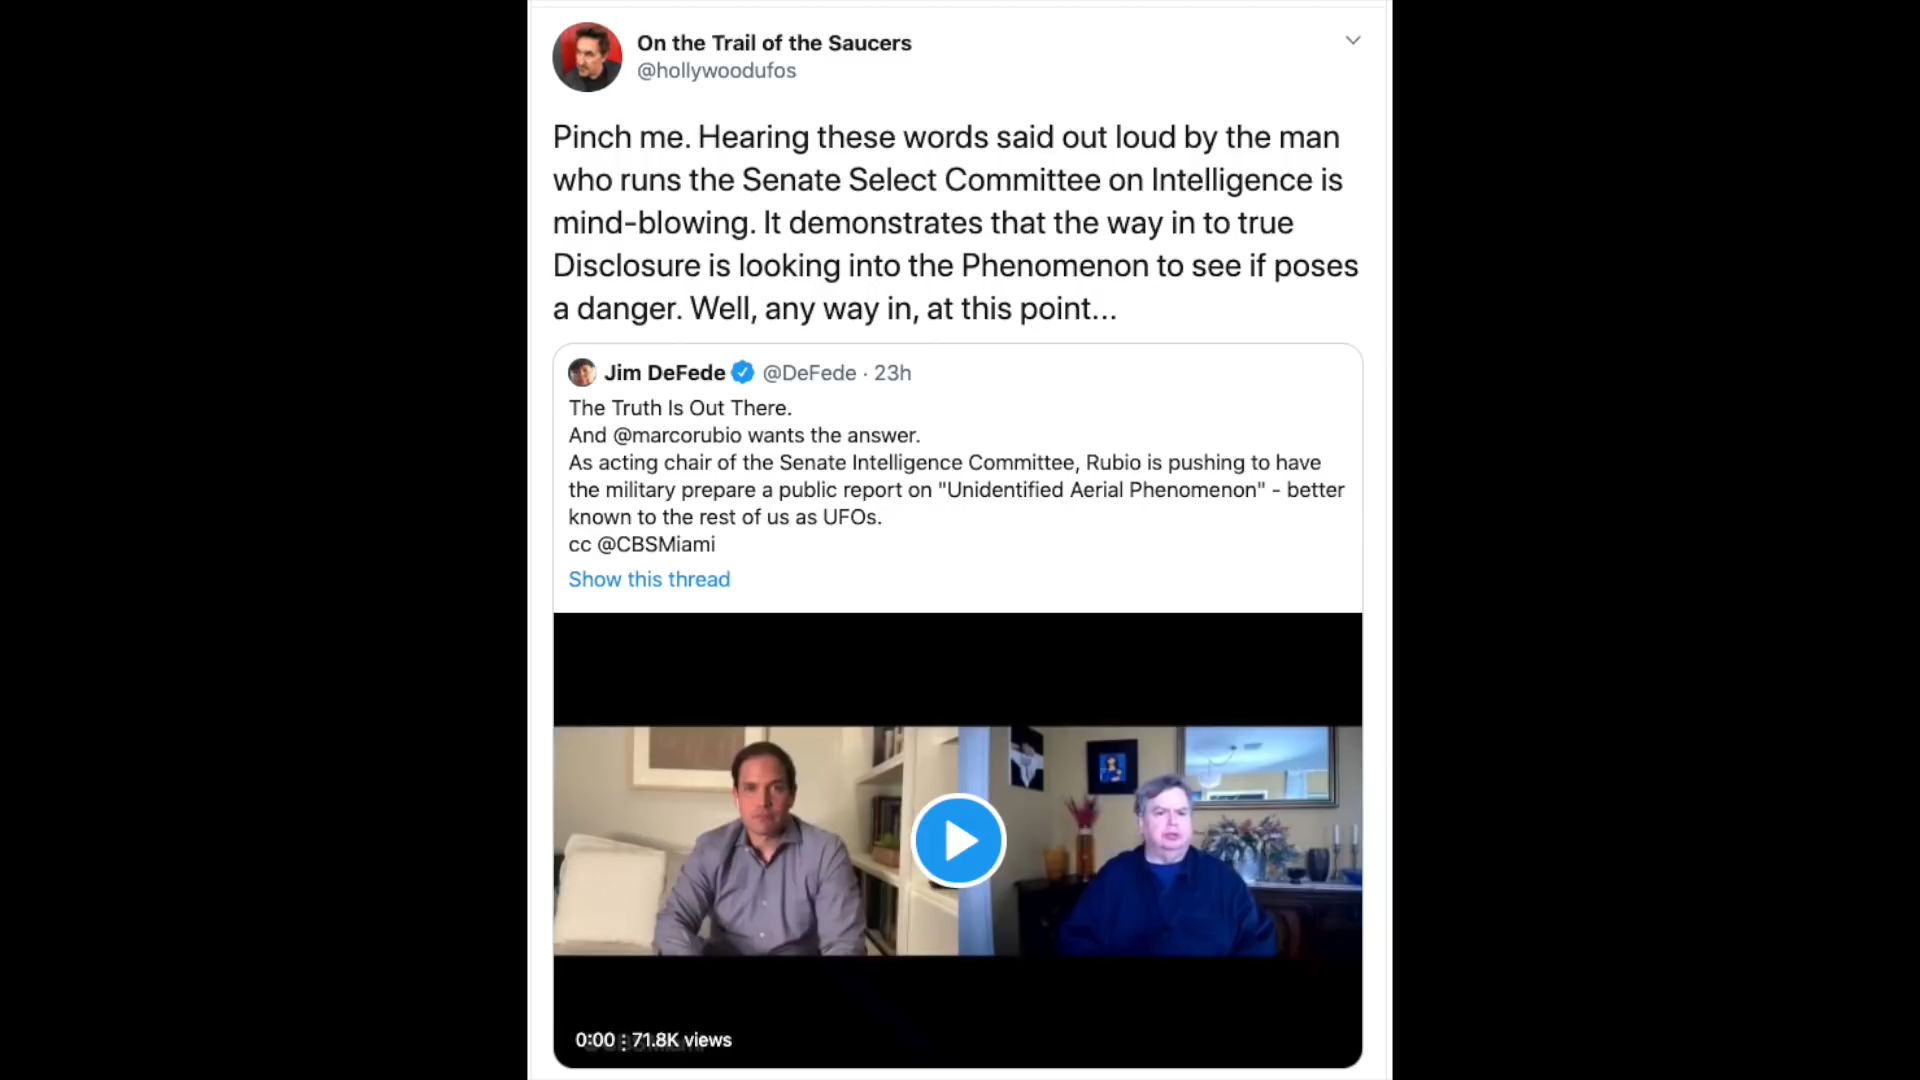 On the Trail of the Saucers
@hollywoodufos
Pinch me. Hearing these words said out loud by the man
who runs the Senate Select Committee on Intelligence is
mind-blowing. It demonstrates that the way in to true
Disclosure is looking into the Phenomenon to see if poses
a danger. Well, any way in, at this point...
Jim DeFede @DeFede · 23h
The Truth Is Out There.
And @marcorubio wants the answer.
As acting chair of the Senate Intelligence Committee, Rubio is pushing to have
the military prepare a public report on "Unidentified Aerial Phenomenon" - better
known to the rest of us as UFOs.
cc @CBSMiami
Show this thread
0:00 : 71.8K views